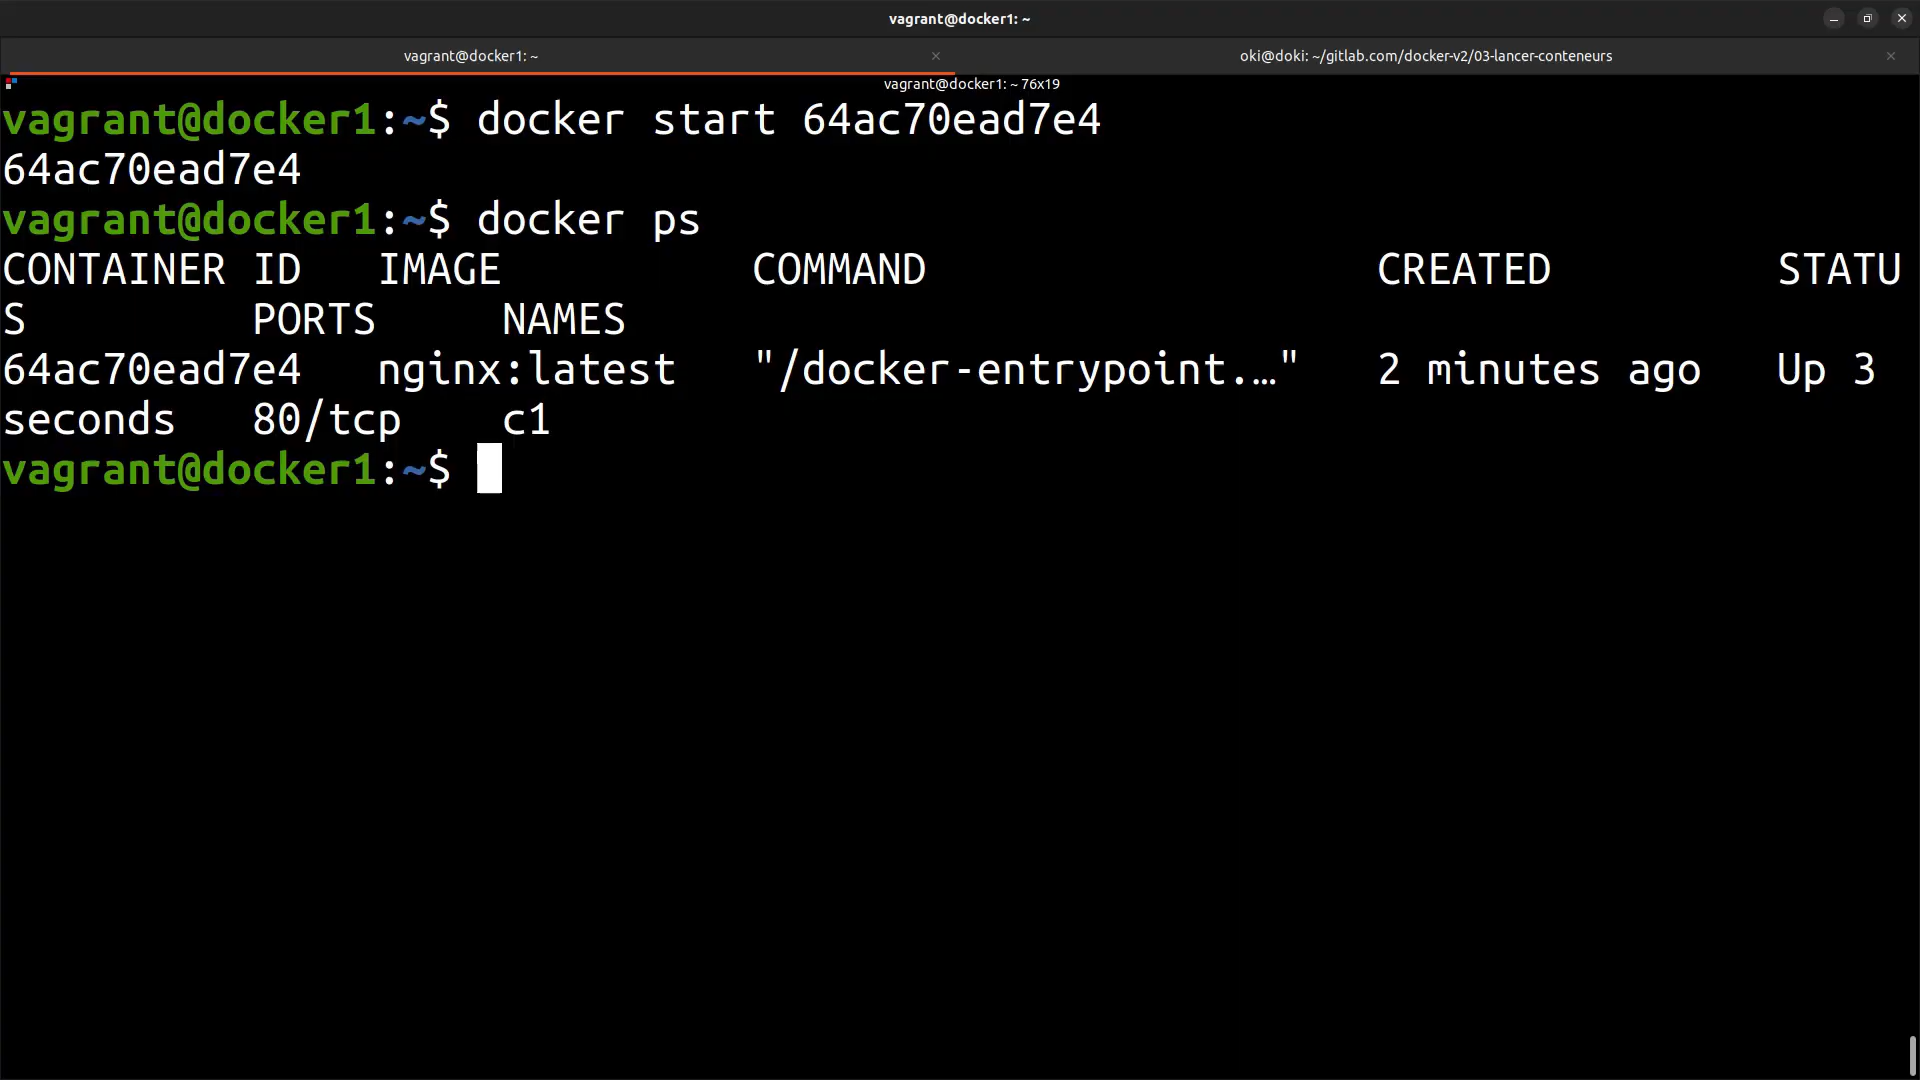 vagrant@docker1: ~
vagrant@docker1: ~
oki@doki: ~/gitlab.com/docker-v2/03-lancer-conteneurs
vagrant@docker1: ~ 76x19
vagrant@docker1:~$ docker start 64ac70ead7e4
64ac70ead7e4
vagrant@docker1:~$ docker ps
CONTAINER ID   IMAGE          COMMAND                  CREATED         STATU
S         PORTS     NAMES
64ac70ead7e4   nginx:latest   "/docker-entrypoint.…"   2 minutes ago   Up 3
seconds   80/tcp    c1
vagrant@docker1:~$